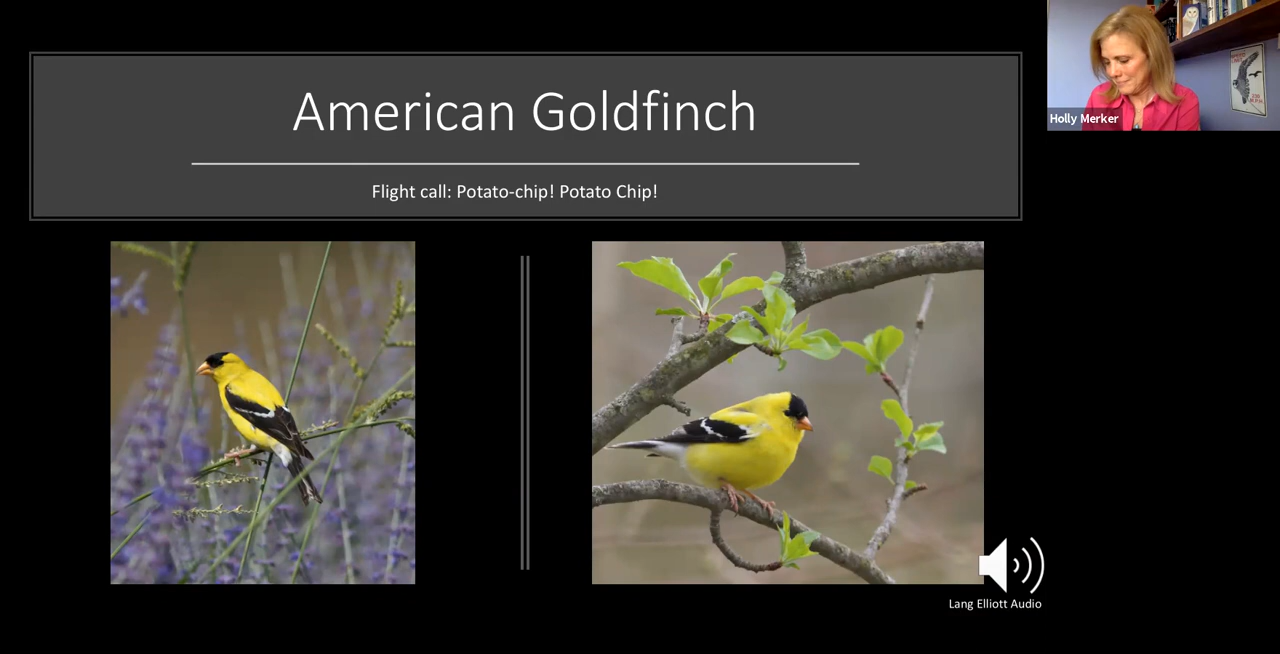 American Goldfinch
Flight call: Potato-chip! Potato Chip!
Holly Merker
Lang Elliott Audio